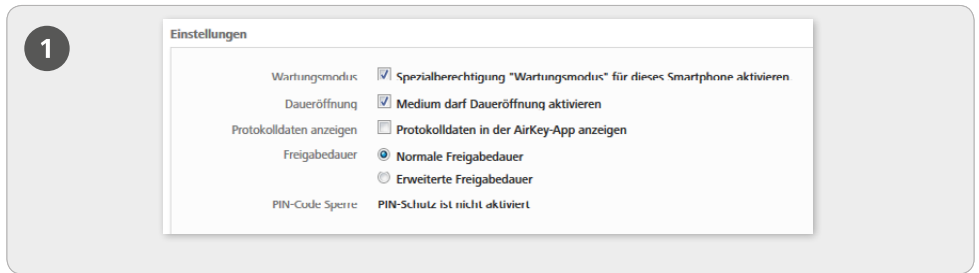 1
Einstellungen
Wartungsmodus Spezialberechtigung "Wartungsmodus" für dieses Smartphone aktivieren
Daueröffnung Medium darf Daueröffnung aktivieren
Protokolldaten anzeigen Protokolldaten in der AirKey-App anzeigen
Freigabedauer Normale Freigabedauer
Erweiterte Freigabedauer
PIN-Code Sperre PIN-Schutz ist nicht aktiviert